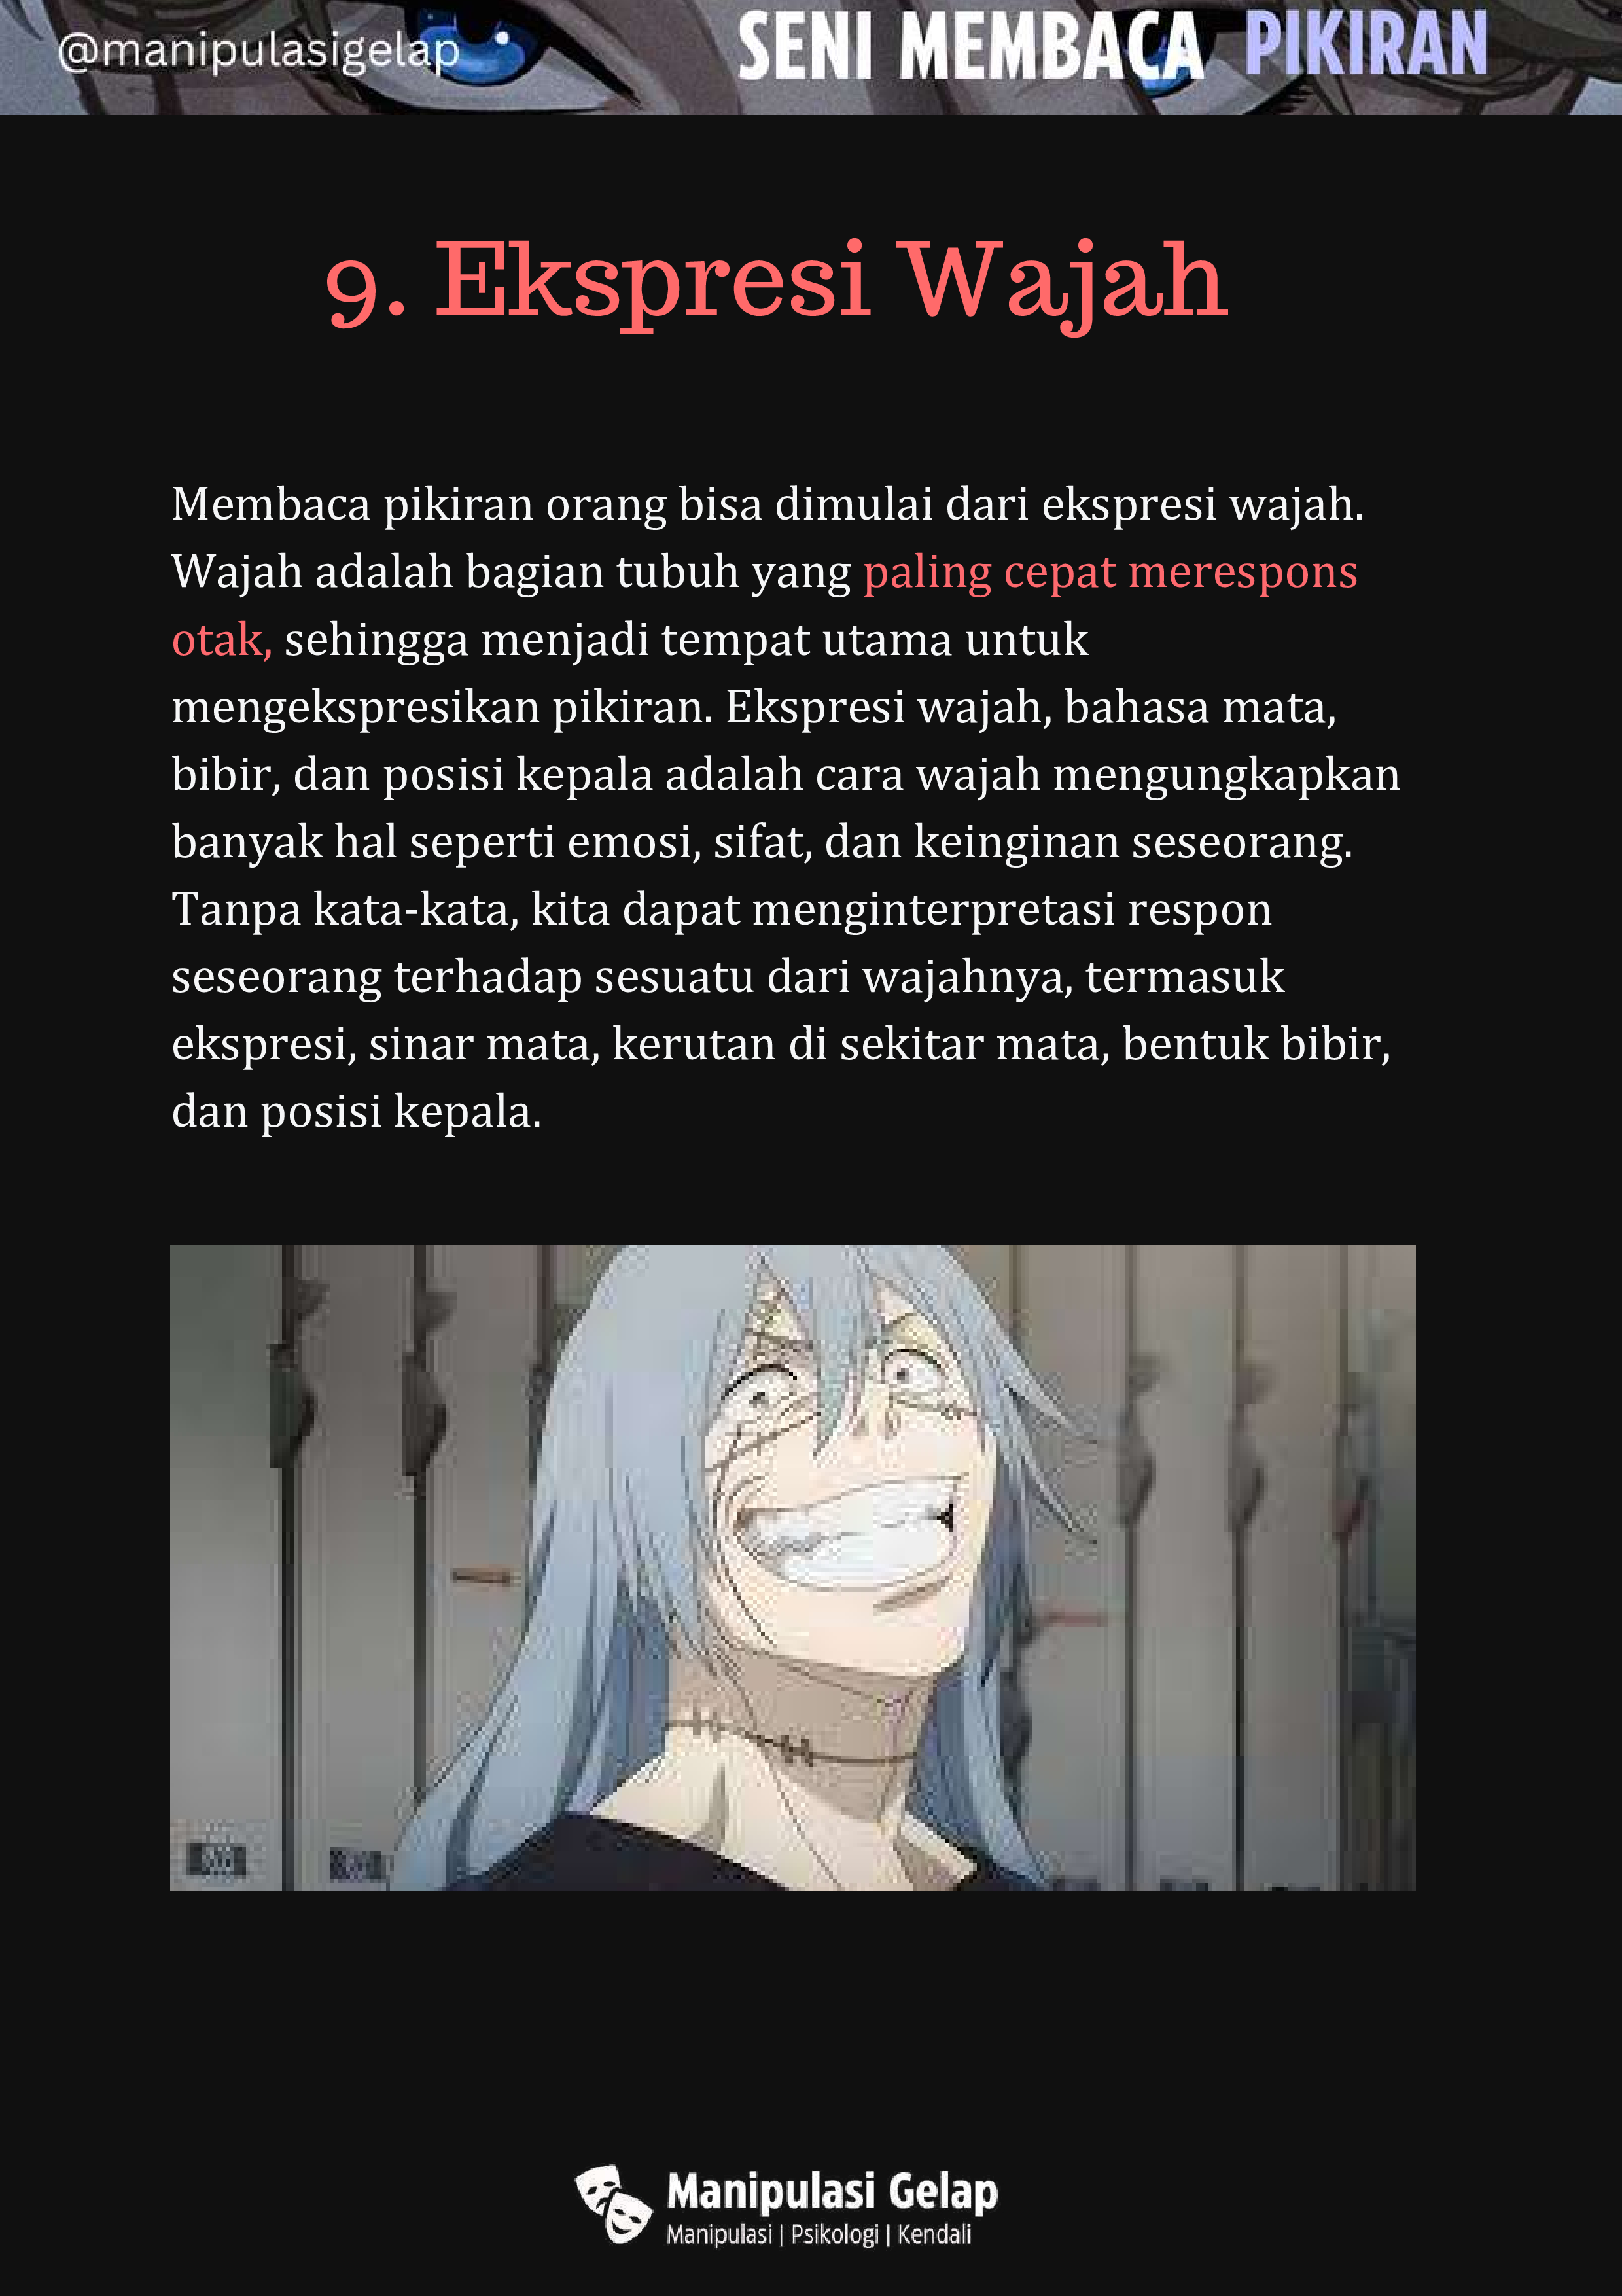 @manipulasigelap
SENI MEMBACA PIKIRAN
9. Ekspresi Wajah
Membaca pikiran orang bisa dimulai dari ekspresi wajah.
Wajah adalah bagian tubuh yang paling cepat merespons
otak, sehingga menjadi tempat utama untuk
mengekspresikan pikiran. Ekspresi wajah, bahasa mata,
bibir, dan posisi kepala adalah cara wajah mengungkapkan
banyak hal seperti emosi, sifat, dan keinginan seseorang.
Tanpa kata-kata, kita dapat menginterpretasi respon
seseorang terhadap sesuatu dari wajahnya, termasuk
ekspresi, sinar mata, kerutan di sekitar mata, bentuk bibir,
dan posisi kepala.
Manipulasi Gelap
Manipulasi | Psikologi | Kendali